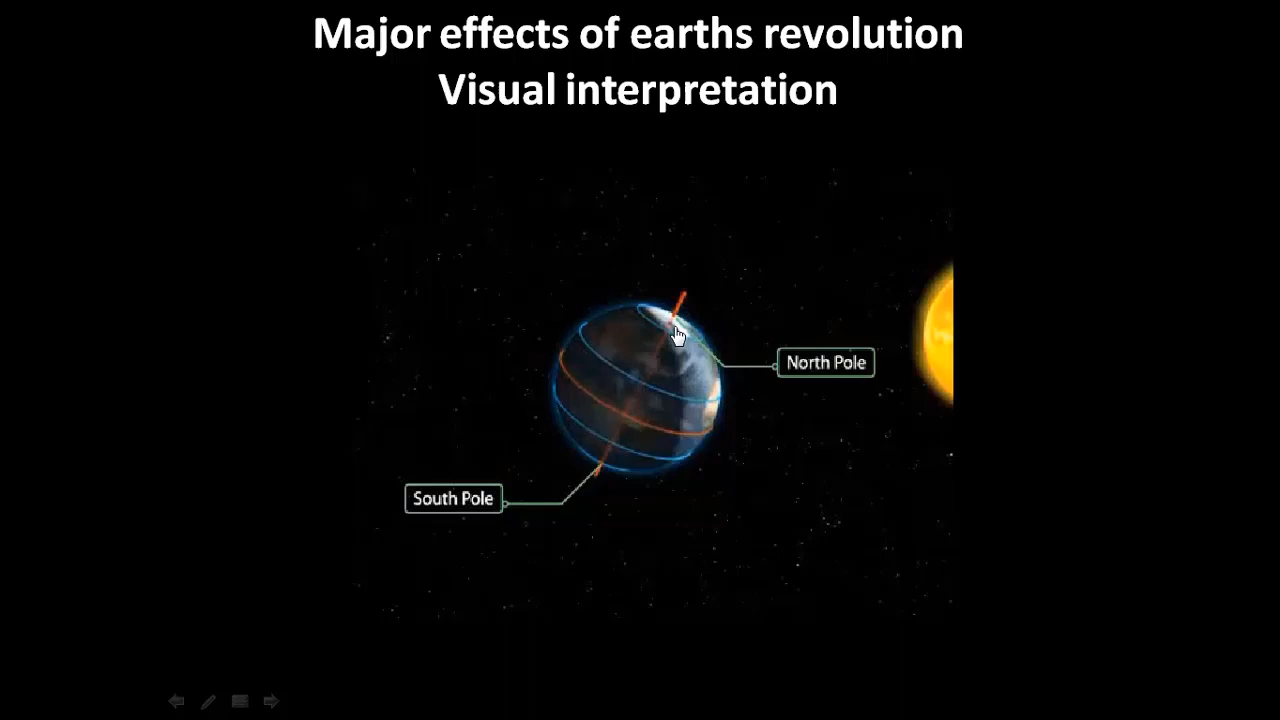 Major effects of earths revolution
Visual interpretation
North Pole
South Pole